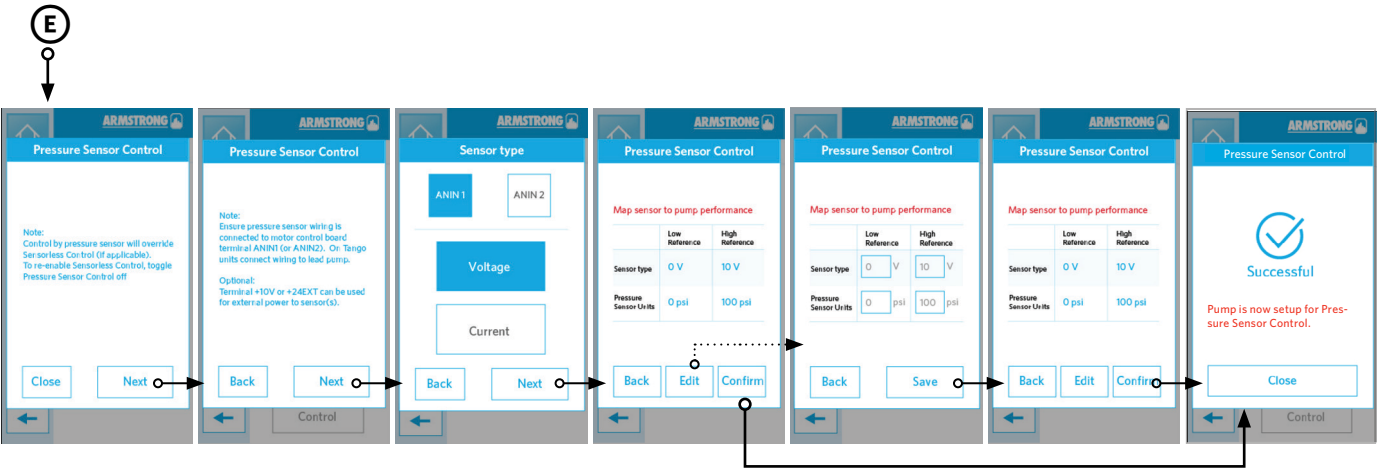 E
ARMSTRONG
Pressure Sensor Control
Note:
Control by pressure sensor will override
Sensorless Control (if applicable).
To re-enable Sensorless Control, toggle
Pressure Sensor Control off
Close
Next
ARMSTRONG
Pressure Sensor Control
Note:
Ensure pressure sensor wiring is
connected to motor control board
terminal ANIN1 (or ANIN2). On Tango
units connect wiring to lead pump.
Optional:
Terminal +10V or +24EXT can be used
for external power to sensor(s).
Back
Next
Control
ARMSTRONG
Sensor type
ANIN 1
ANIN 2
Voltage
Current
Back
Next
ARMSTRONG
Pressure Sensor Control
Map sensor to pump performance
Low
Reference
High
Reference
Sensor type
0 V
10 V
Pressure
Sensor Units
0 psi
100 psi
Back
Edit
Confirm
ARMSTRONG
Pressure Sensor Control
Map sensor to pump performance
Low
Reference
High
Reference
Sensor type
0 V
10 V
Pressure
Sensor Units
0 psi
100 psi
Back
Save
ARMSTRONG
Pressure Sensor Control
Map sensor to pump performance
Low
Reference
High
Reference
Sensor type
0 V
10 V
Pressure
Sensor Units
0 psi
100 psi
Back
Edit
Confirm
ARMSTRONG
Pressure Sensor Control
Successful
Pump is now setup for Pres-
sure Sensor Control.
Close
Control